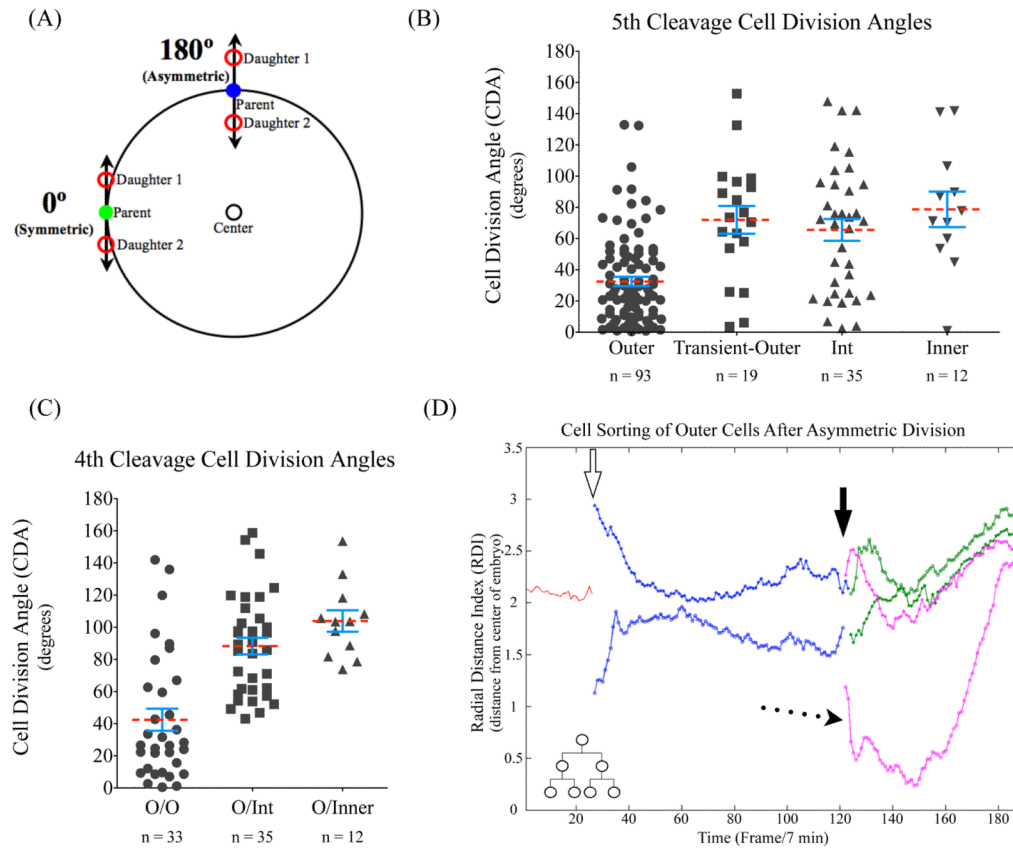 (A)
180º
(Asymmetric)
Daughter 1
Parent
Daughter 2
0º
(Symmetric)
Daughter 1
Parent
Daughter 2
Center
(B)
5th Cleavage Cell Division Angles
Cell Division Angle (CDA)
(degrees)
180
160
140
120
100
80
60
40
20
0
Outer Transient-Outer Int Inner
n = 93 n = 19 n = 35 n = 12
(C)
4th Cleavage Cell Division Angles
Cell Division Angle (CDA)
(degrees)
180
160
140
120
100
80
60
40
20
0
O/O O/Int O/Inner
n = 33 n = 35 n = 12
(D)
Cell Sorting of Outer Cells After Asymmetric Division
Radial Distance Index (RDI)
(distance from center of embryo)
3.5
3
2.5
2
1.5
1
0.5
0
20 40 60 80 100 120 140 160 180
Time (Frame/7 min)